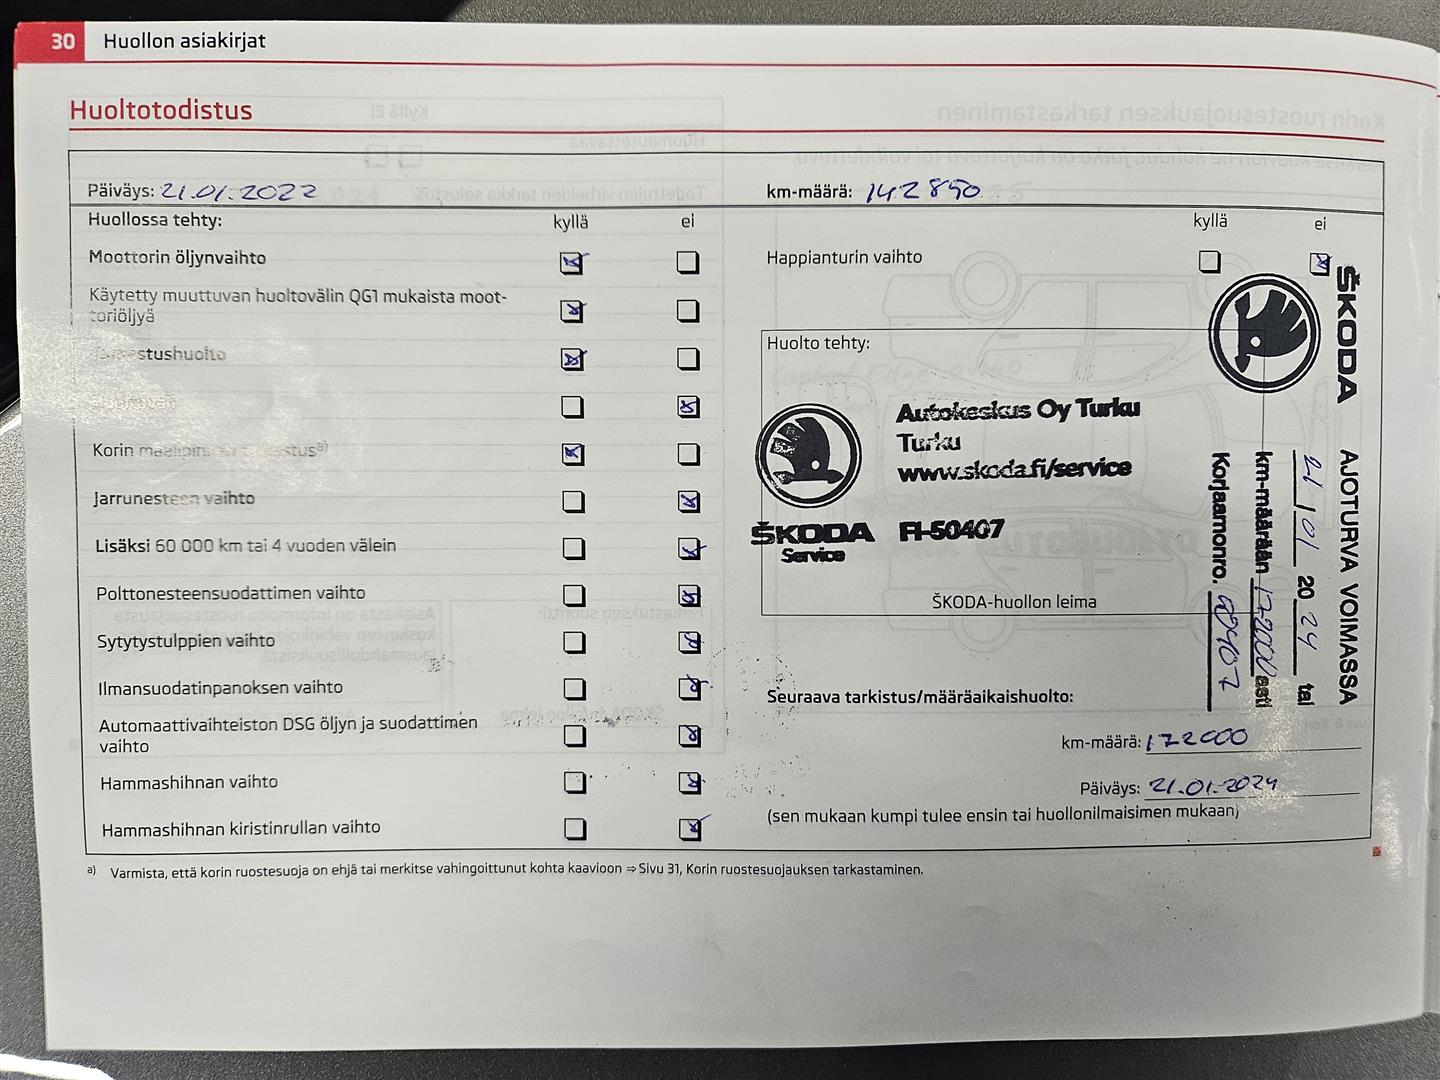 30 Huollon asiakirjat
Huoltotodistus
Päiväys: 21.01.2022
km-määrä: 142850
Huollossa tehty: kyllä ei
Moottorin öljynvaihto
Käytetty muuttuvan huoltovälin QG1 mukaista moot-
toriöljyä
Korin
Jarrunesteen vaihto
Lisäksi 60 000 km tai 4 vuoden välein
Polttonesteensuodattimen vaihto
Sytytystulppien vaihto
Ilmansuodatinpanoksen vaihto
Automaattivaihteiston DSG öljyn ja suodattimen
vaihto
Hammashihnan vaihto
Hammashihnan kiristinrullan vaihto
kyllä ei
Happianturin vaihto
Huolto tehty:
Autokeskus Oy Turku
Turku
www.skoda.fi/service
ŠKODA
Service
FI-50407
ŠKODA-huollon leima
Seuraava tarkistus/määräaikaishuolto:
km-määrä: 172000
Päiväys: 21.01.2024
(sen mukaan kumpi tulee ensin tai huollonilmaisimen mukaan)
ŠKODA
AJOTURVA VOIMASSA
21/01 2024 tai
km-määrään 172000 asti
Korjaamonro.
a) Varmista, että korin ruostesuoja on ehjä tai merkitse vahingoittunut kohta kaavioon ⇒ Sivu 31, Korin ruostesuojauksen tarkastaminen.